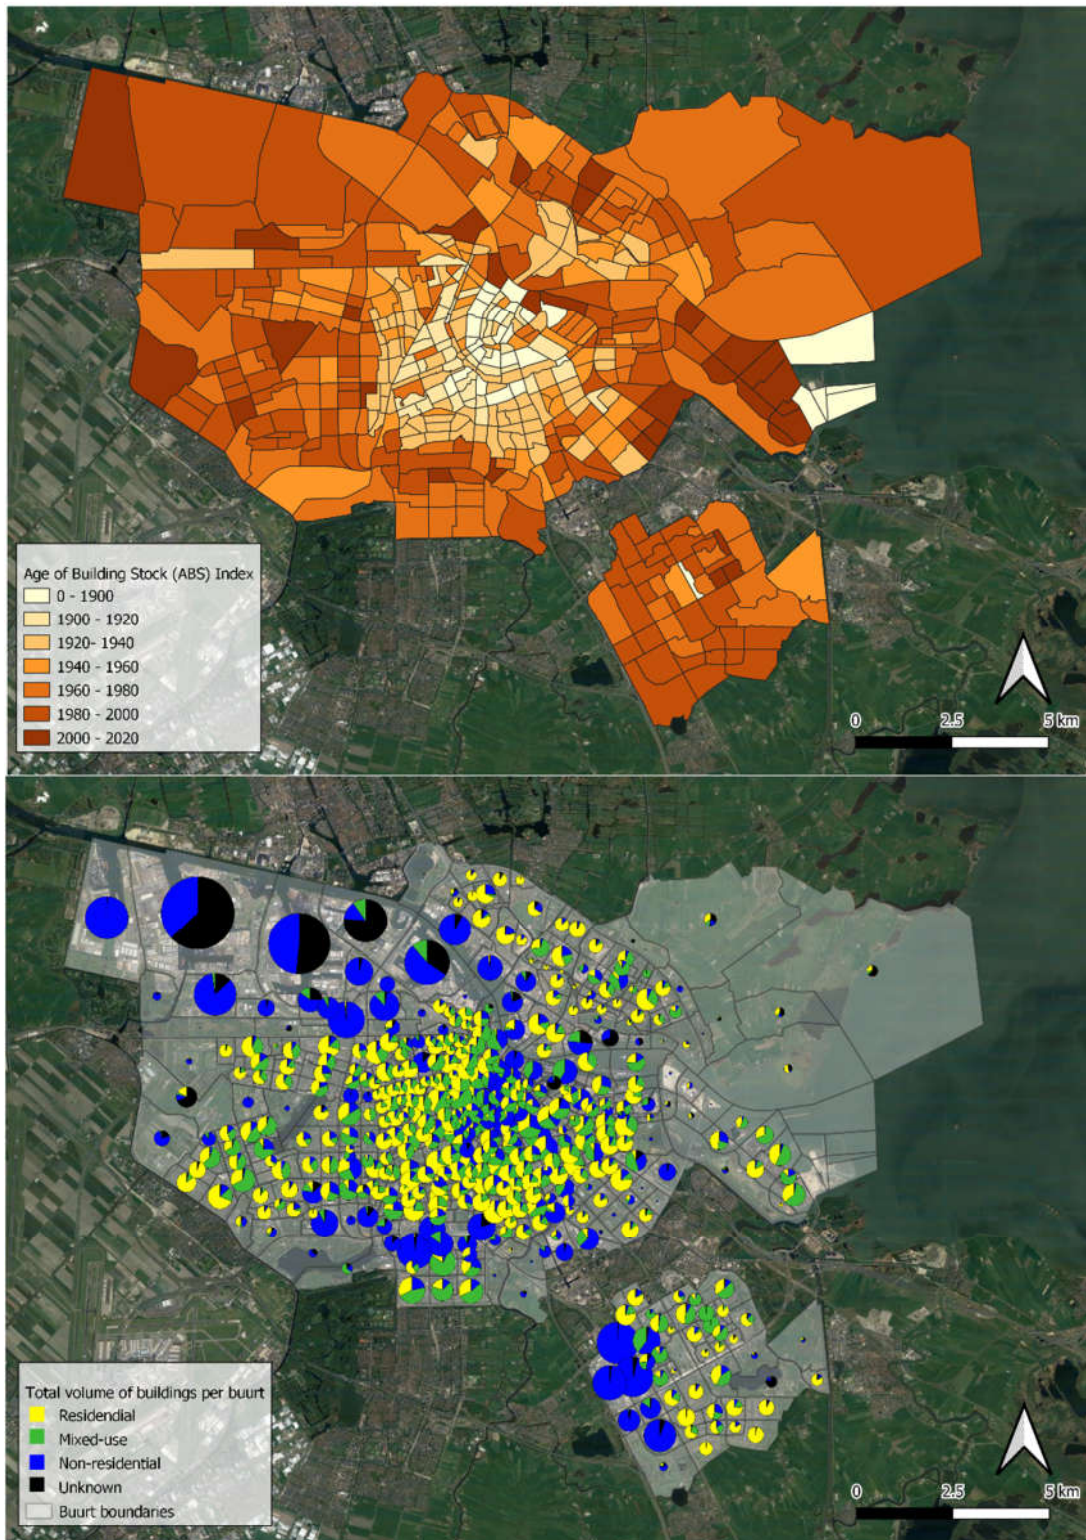 Age of Building Stock (ABS) Index
0 - 1900
1900 - 1920
1920- 1940
1940 - 1960
1960 - 1980
1980 - 2000
2000 - 2020
0 2.5 5 km
Total volume of buildings per buurt
Residendial
Mixed-use
Non-residential
Unknown
Buurt boundaries
0 2.5 5 km